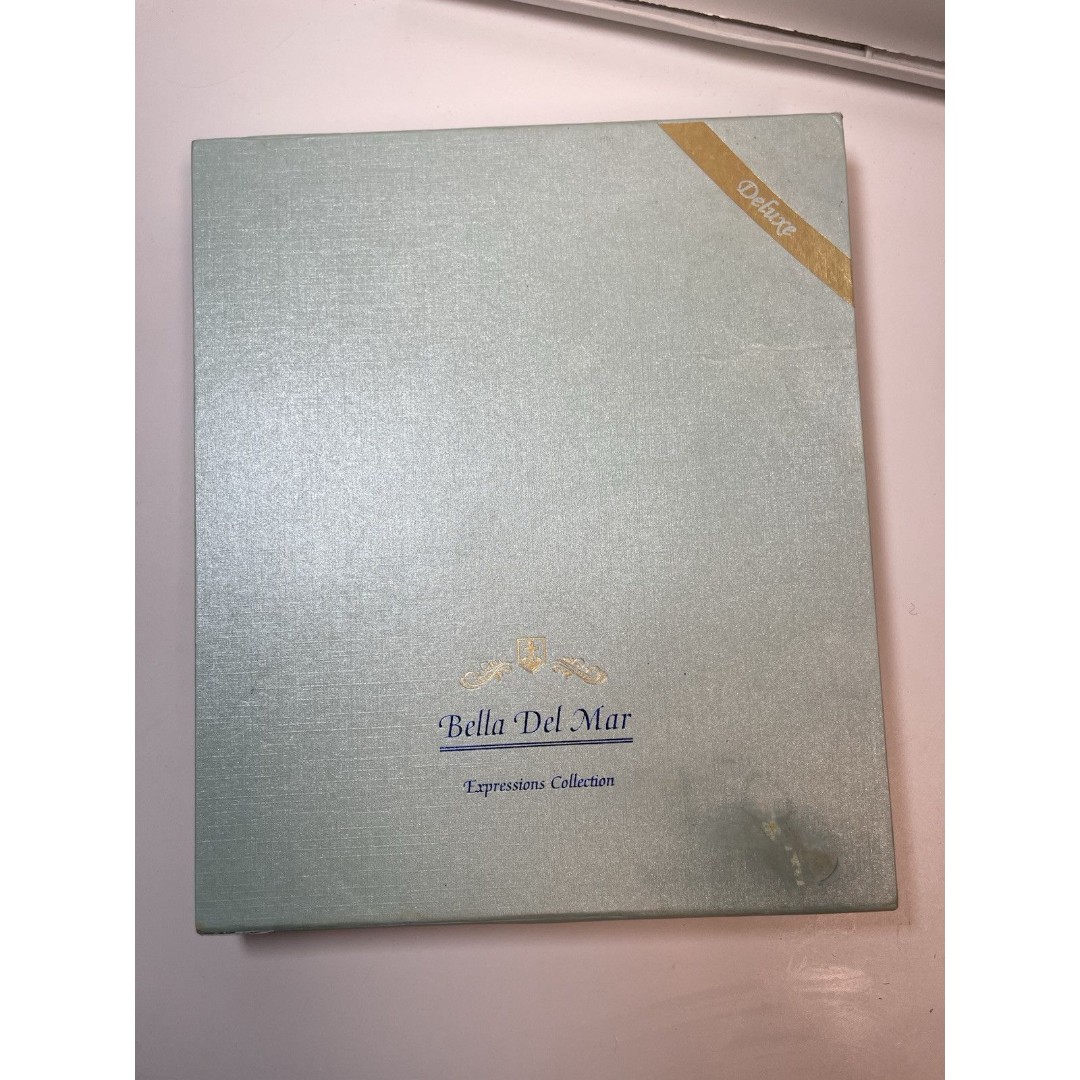 Deluxe
Bella Del Mar
Expressions Collection